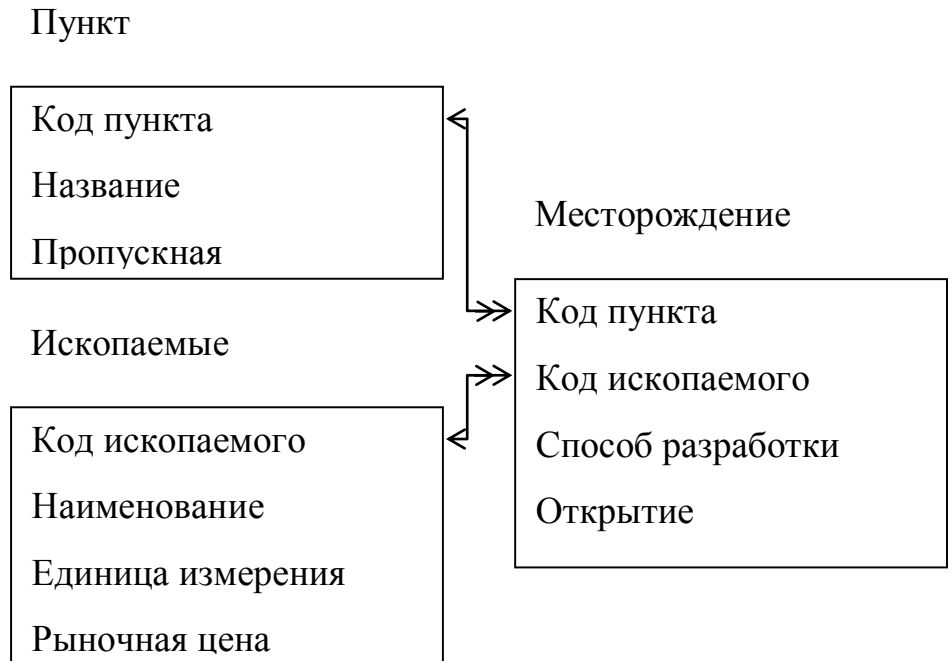 Пункт
Код пункта
Название
Пропускная
Месторождение
Код пункта
Код ископаемого
Способ разработки
Открытие
Ископаемые
Код ископаемого
Наименование
Единица измерения
Рыночная цена